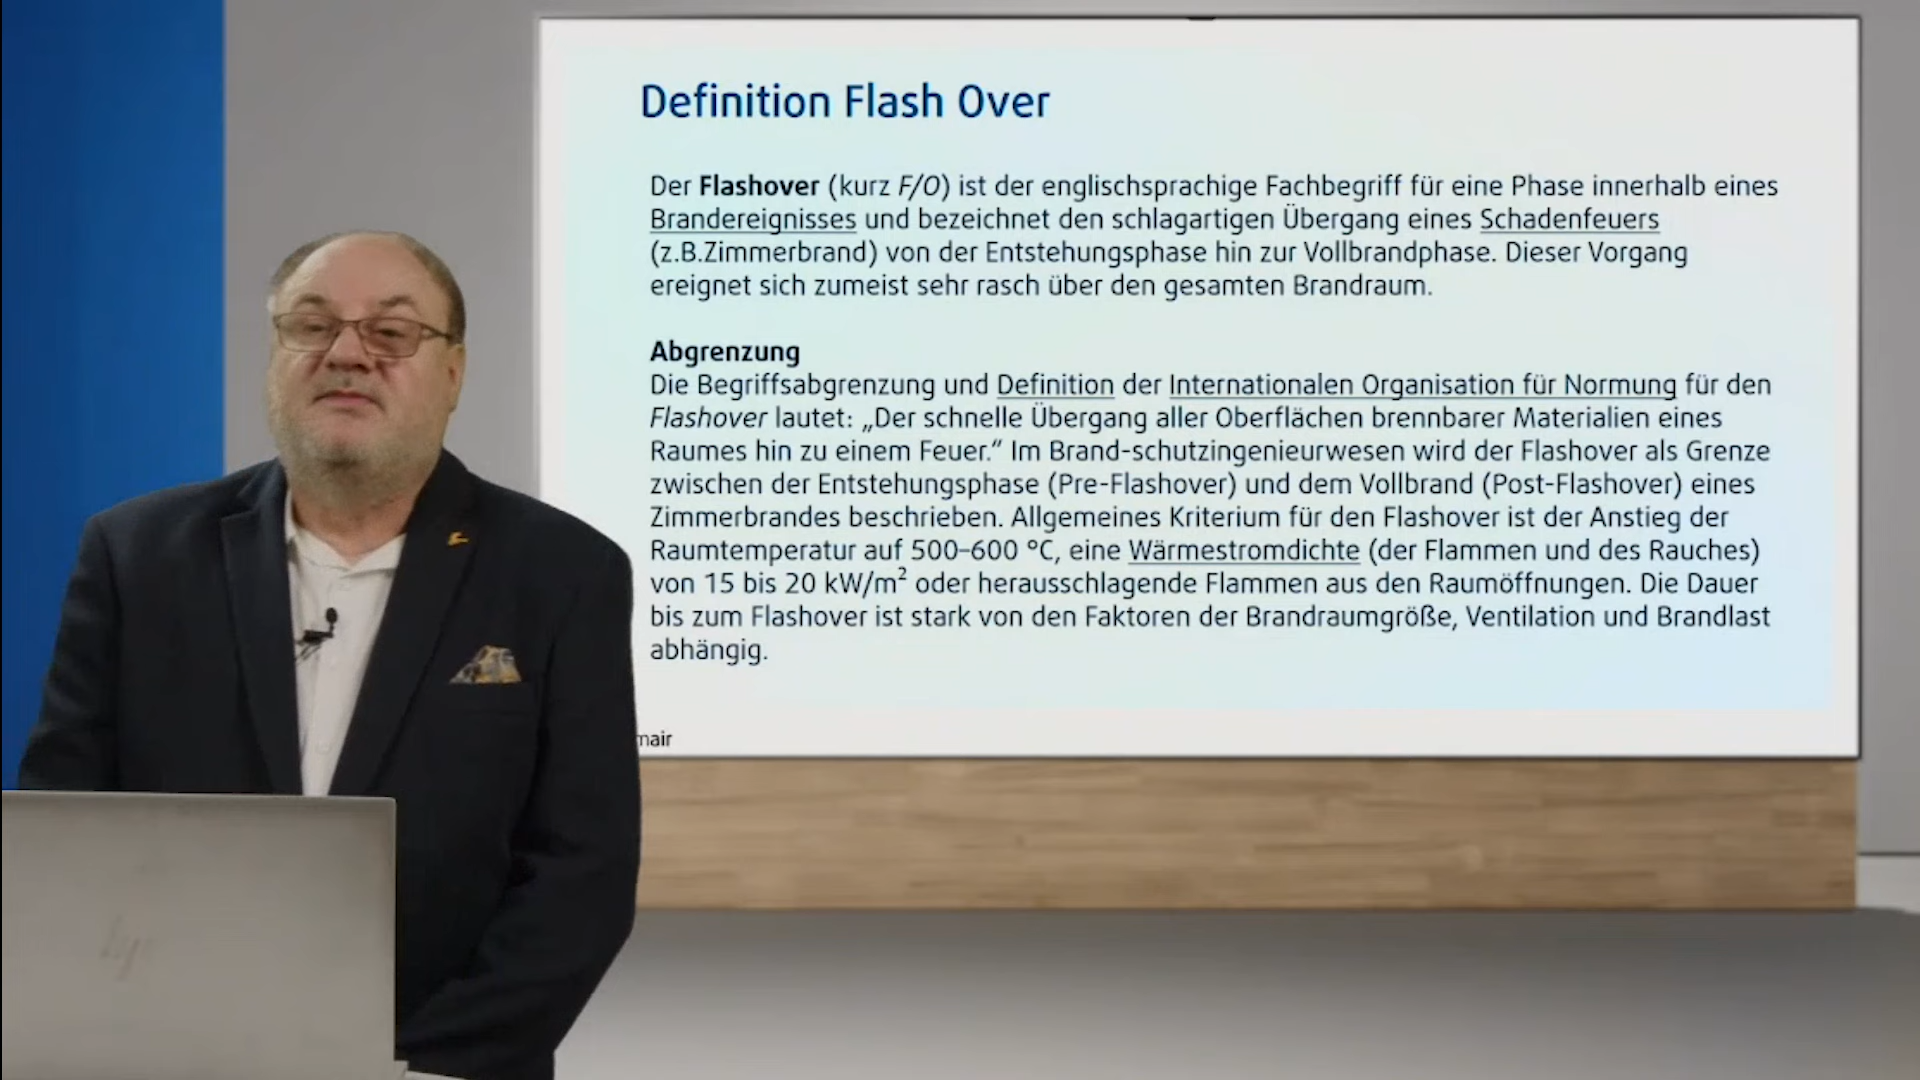 Definition Flash Over
Der Flashover (kurz F/O) ist der englischsprachige Fachbegriff für eine Phase innerhalb eines
Brandereignisses und bezeichnet den schlagartigen Übergang eines Schadenfeuers
(z.B.Zimmerbrand) von der Entstehungsphase hin zur Vollbrandphase. Dieser Vorgang
ereignet sich zumeist sehr rasch über den gesamten Brandraum.
Abgrenzung
Die Begriffsabgrenzung und Definition der Internationalen Organisation für Normung für den
Flashover lautet: „Der schnelle Übergang aller Oberflächen brennbarer Materialien eines
Raumes hin zu einem Feuer.“ Im Brand-schutzingenieurwesen wird der Flashover als Grenze
zwischen der Entstehungsphase (Pre-Flashover) und dem Vollbrand (Post-Flashover) eines
Zimmerbrandes beschrieben. Allgemeines Kriterium für den Flashover ist der Anstieg der
Raumtemperatur auf 500–600 °C, eine Wärmestromdichte (der Flammen und des Rauches)
von 15 bis 20 kW/m² oder herausschlagende Flammen aus den Raumöffnungen. Die Dauer
bis zum Flashover ist stark von den Faktoren der Brandraumgröße, Ventilation und Brandlast
abhängig.
mair
hp